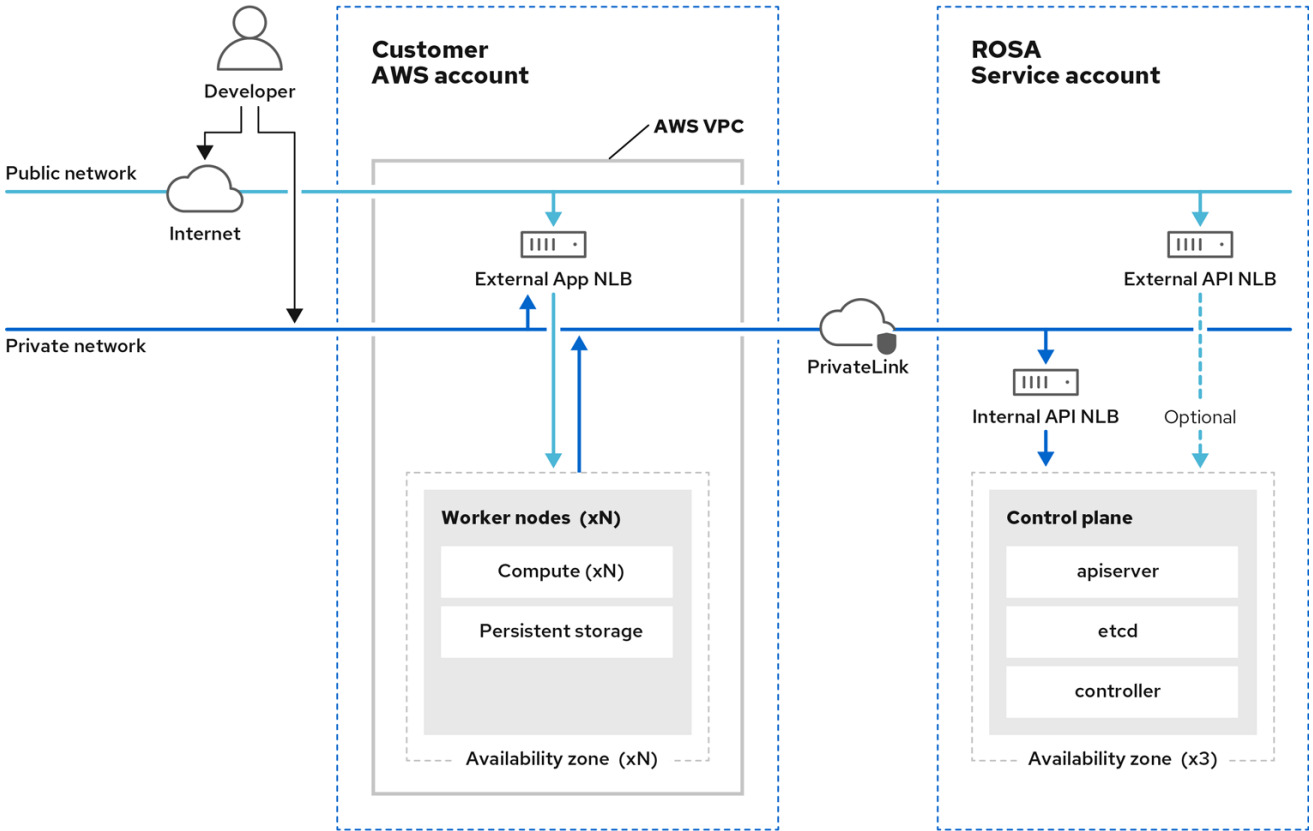 Developer
Customer
AWS account
ROSA
Service account
AWS VPC
Public network
Internet
External App NLB
External API NLB
Private network
PrivateLink
Internal API NLB
Optional
Worker nodes (xN)
Compute (xN)
Persistent storage
Availability zone (xN)
Control plane
apiserver
etcd
controller
Availability zone (x3)